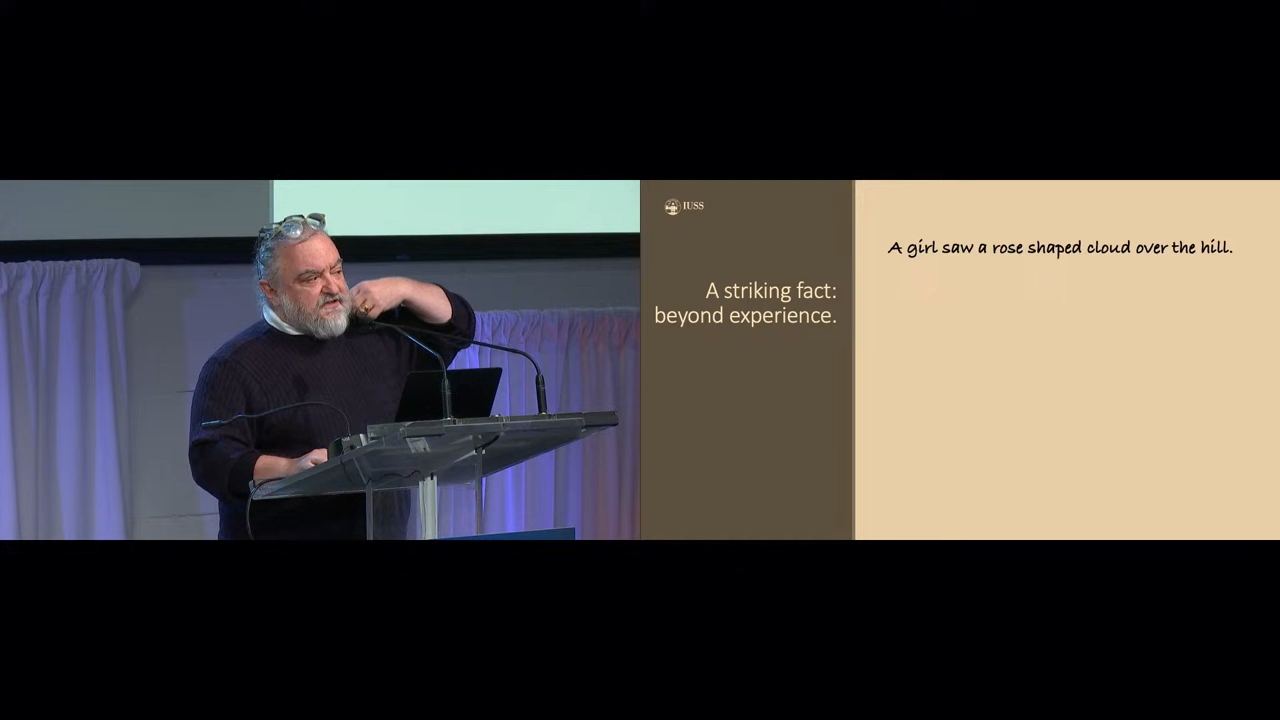 IUSS
A striking fact:
beyond experience.
A girl saw a rose shaped cloud over the hill.